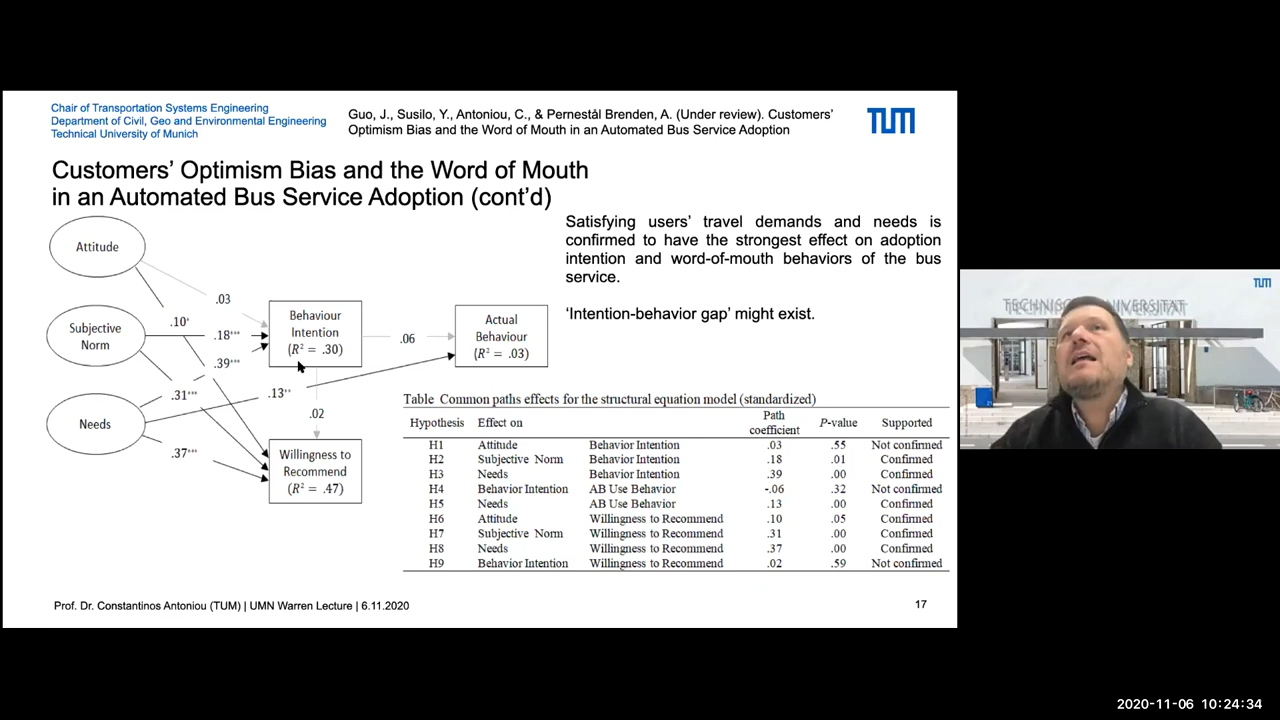 Chair of Transportation Systems Engineering
Department of Civil, Geo and Environmental Engineering
Technical University of Munich
Guo, J., Susilo, Y., Antoniou, C., & Pernestål Brenden, A. (Under review). Customers'
Optimism Bias and the Word of Mouth in an Automated Bus Service Adoption
TUM
Customers' Optimism Bias and the Word of Mouth
in an Automated Bus Service Adoption (cont'd)
Satisfying users' travel demands and needs is
confirmed to have the strongest effect on adoption
intention and word-of-mouth behaviors of the bus
service.
'Intention-behavior gap' might exist.
Attitude
Subjective
Norm
Needs
.03
.10*
.18***
.39***
.31***
.13**
.37***
Behaviour
Intention
(R² = .30)
.06
Actual
Behaviour
(R² = .03)
.02
Willingness to
Recommend
(R² = .47)
Table Common paths effects for the structural equation model (standardized)
Hypothesis Effect on Path coefficient P-value Supported
H1 Attitude Behavior Intention .03 .55 Not confirmed
H2 Subjective Norm Behavior Intention .18 .01 Confirmed
H3 Needs Behavior Intention .39 .00 Confirmed
H4 Behavior Intention AB Use Behavior -.06 .32 Not confirmed
H5 Needs AB Use Behavior .13 .00 Confirmed
H6 Attitude Willingness to Recommend .10 .05 Confirmed
H7 Subjective Norm Willingness to Recommend .31 .00 Confirmed
H8 Needs Willingness to Recommend .37 .00 Confirmed
H9 Behavior Intention Willingness to Recommend .02 .59 Not confirmed
Prof. Dr. Constantinos Antoniou (TUM) | UMN Warren Lecture | 6.11.2020
17
TUM
TECHNISCHE UNIVERSITÄT
2020-11-06 10:24:34